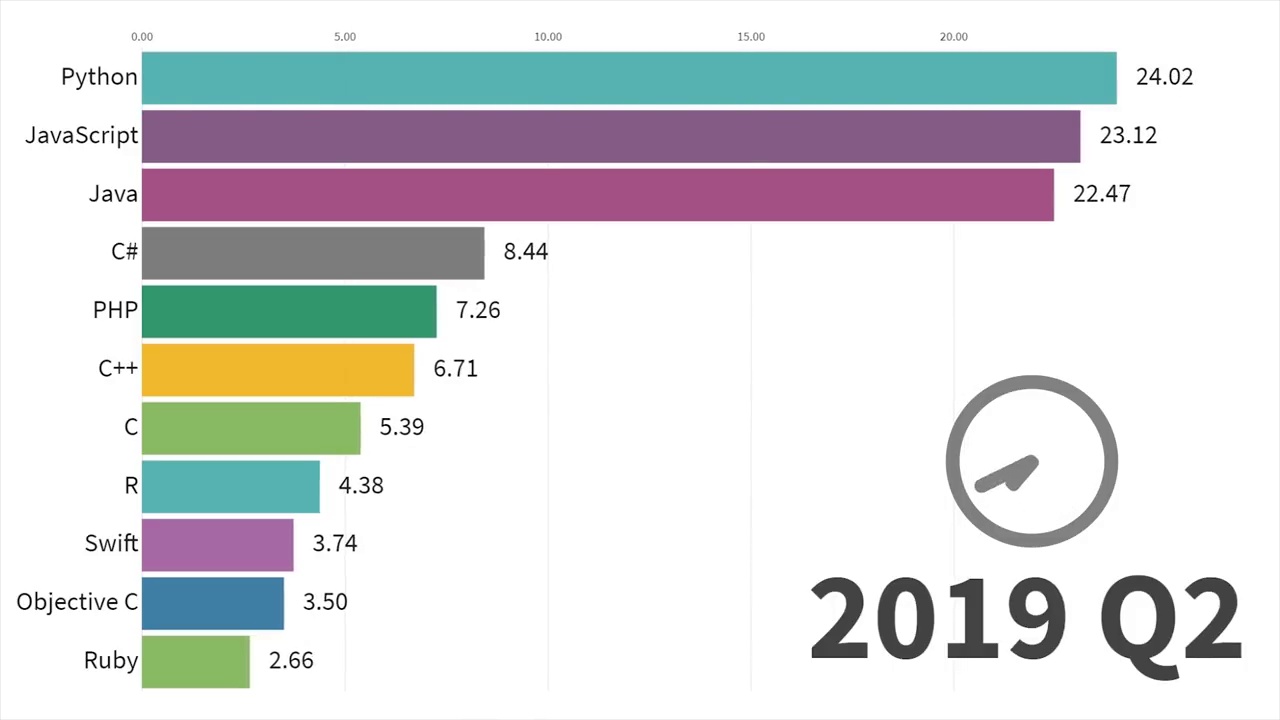 0.00 5.00 10.00 15.00 20.00
Python 24.02
JavaScript 23.12
Java 22.47
C# 8.44
PHP 7.26
C++ 6.71
C 5.39
R 4.38
Swift 3.74
Objective C 3.50
Ruby 2.66
2019 Q2